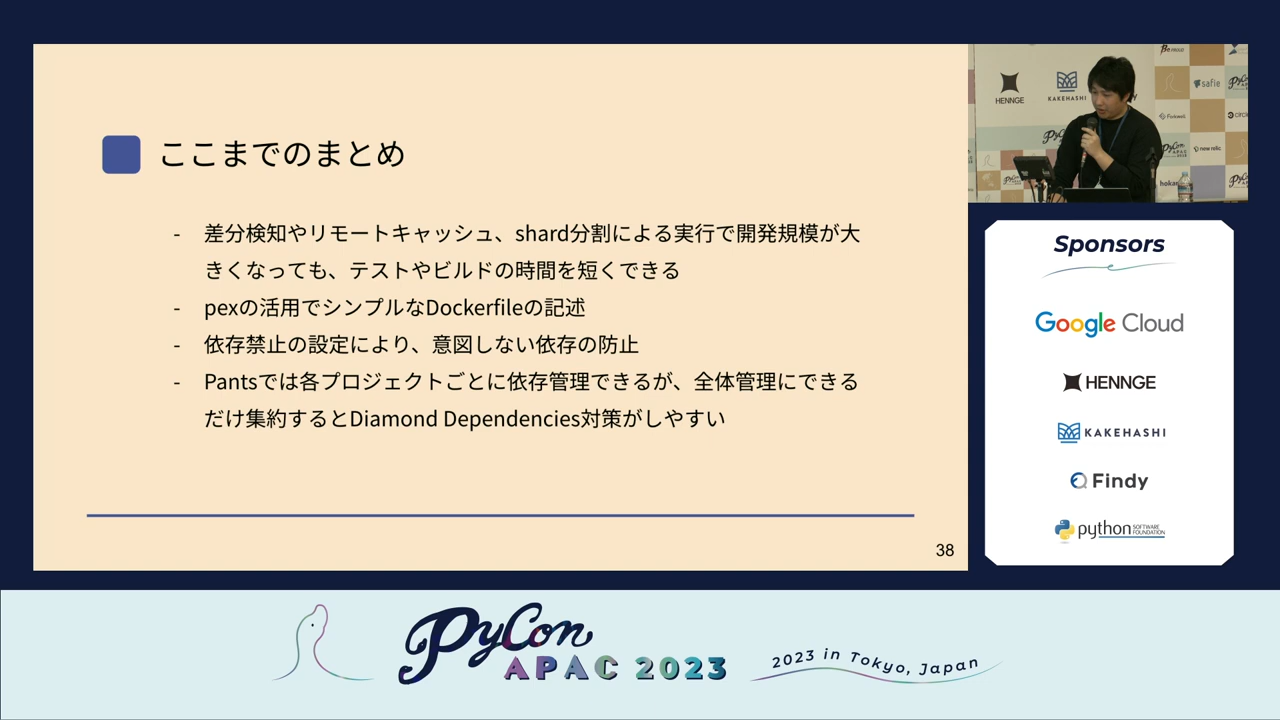 ここまでのまとめ
- 差分検知やリモートキャッシュ、shard分割による実行で開発規模が大
きくなっても、テストやビルドの時間を短くできる
- pexの活用でシンプルなDockerfileの記述
- 依存禁止の設定により、意図しない依存の防止
- Pantsでは各プロジェクトごとに依存管理できるが、全体管理にできる
だけ集約するとDiamond Dependencies対策がしやすい
38
HENNGE
KAKEHASHI
safie
new relic
Sponsors
Google Cloud
HENNGE
KAKEHASHI
Findy
python SOFTWARE
FOUNDATION
PyCon
APAC 2023
2023 in Tokyo, Japan